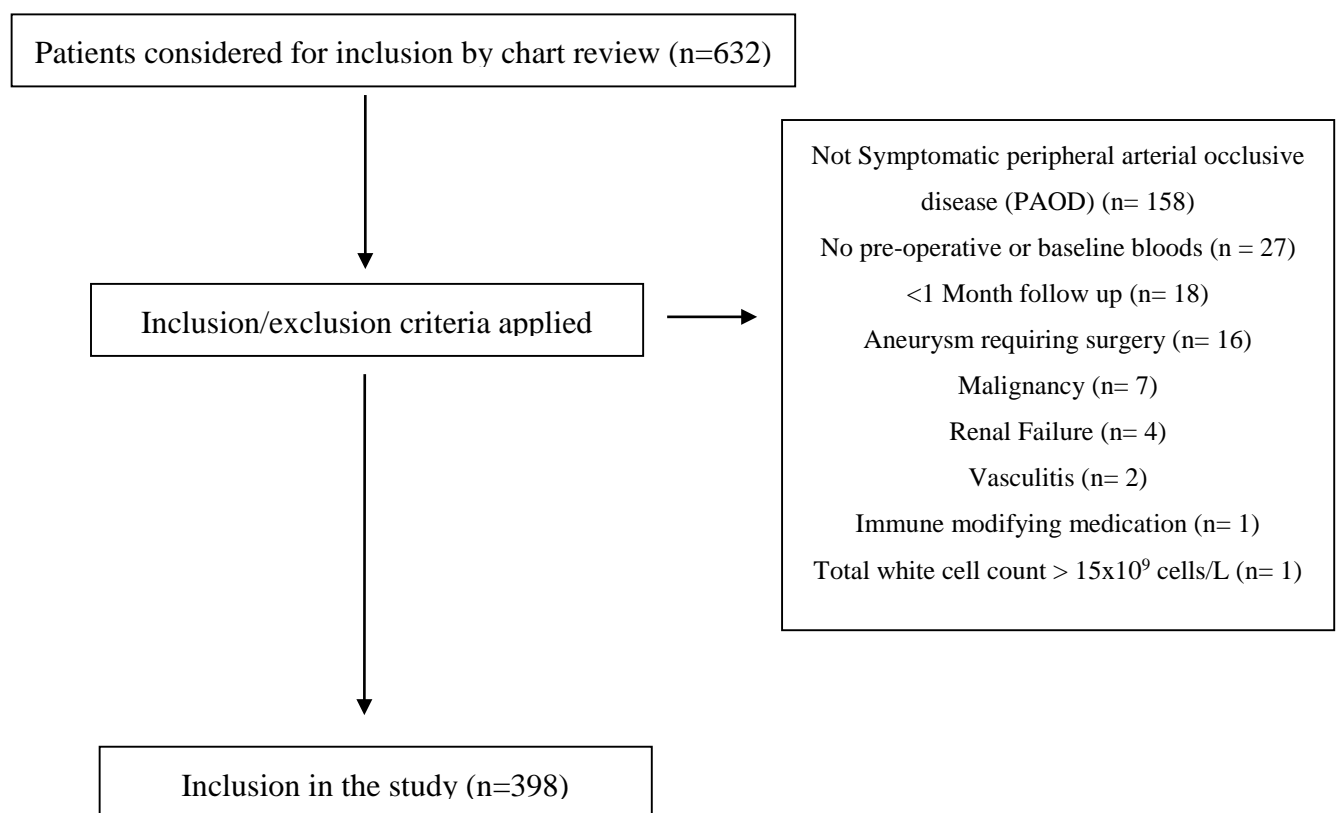 Patients considered for inclusion by chart review (n=632)
Not Symptomatic peripheral arterial occlusive
disease (PAOD) (n= 158)
No pre-operative or baseline bloods (n = 27)
<1 Month follow up (n= 18)
Aneurysm requiring surgery (n= 16)
Malignancy (n= 7)
Renal Failure (n= 4)
Vasculitis (n= 2)
Immune modifying medication (n= 1)
Total white cell count > 15x10⁹ cells/L (n= 1)
Inclusion/exclusion criteria applied
Inclusion in the study (n=398)